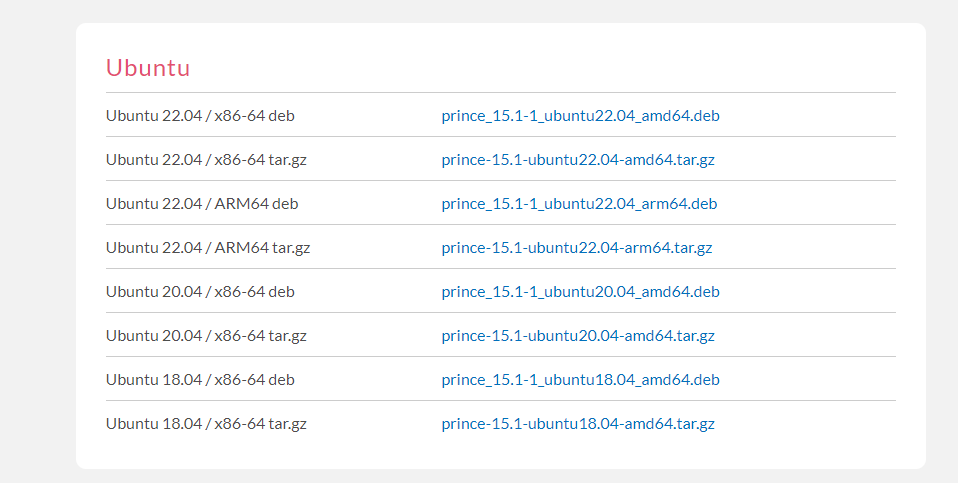 Ubuntu
Ubuntu 22.04 / x86-64 deb prince_15.1-1_ubuntu22.04_amd64.deb
Ubuntu 22.04 / x86-64 tar.gz prince-15.1-ubuntu22.04-amd64.tar.gz
Ubuntu 22.04 / ARM64 deb prince_15.1-1_ubuntu22.04_arm64.deb
Ubuntu 22.04 / ARM64 tar.gz prince-15.1-ubuntu22.04-arm64.tar.gz
Ubuntu 20.04 / x86-64 deb prince_15.1-1_ubuntu20.04_amd64.deb
Ubuntu 20.04 / x86-64 tar.gz prince-15.1-ubuntu20.04-amd64.tar.gz
Ubuntu 18.04 / x86-64 deb prince_15.1-1_ubuntu18.04_amd64.deb
Ubuntu 18.04 / x86-64 tar.gz prince-15.1-ubuntu18.04-amd64.tar.gz